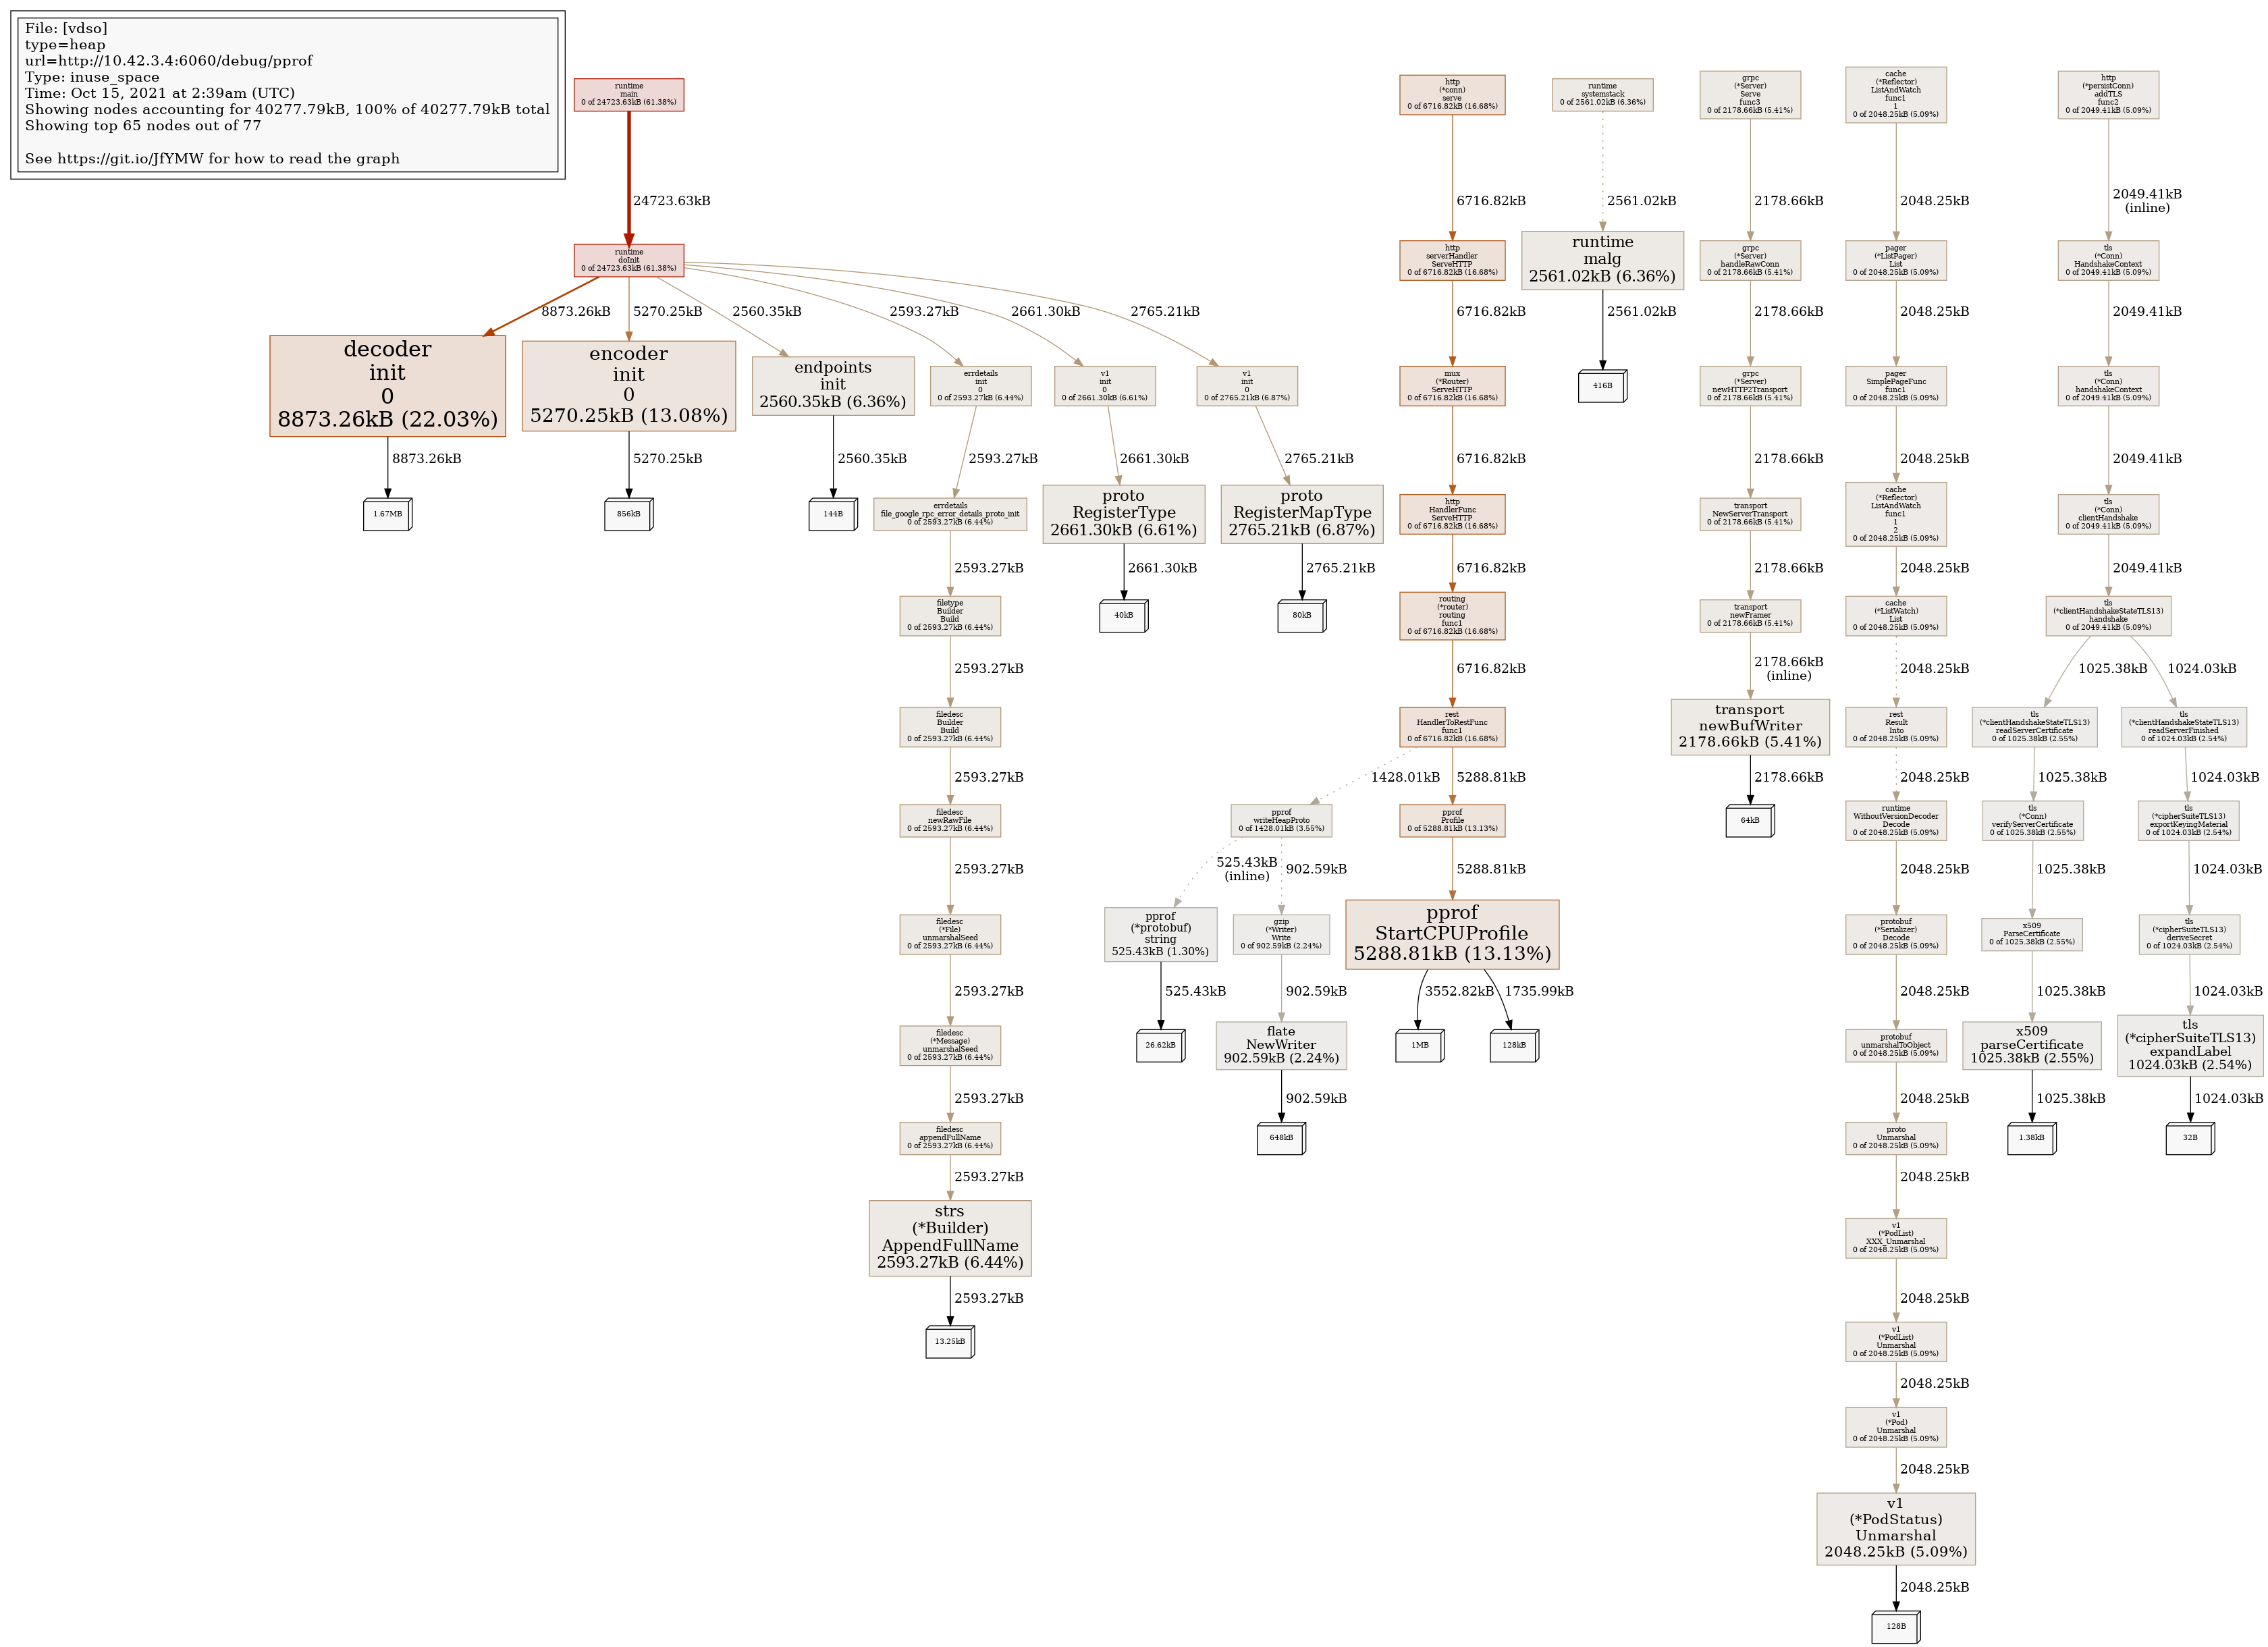 File: [vdso]
type=heap
url=http://10.42.3.4:6060/debug/pprof
Type: inuse_space
Time: Oct 15, 2021 at 2:39am (UTC)
Showing nodes accounting for 40277.79kB, 100% of 40277.79kB total
Showing top 65 nodes out of 77
See https://git.io/JfYMW for how to read the graph
runtime
main
0 of 24723.63kB (61.38%)
24723.63kB
runtime
doInit
0 of 24723.63kB (61.38%)
8873.26kB
5270.25kB
2560.35kB
2593.27kB
2661.30kB
2765.21kB
decoder
init
0
8873.26kB (22.03%)
8873.26kB
1.67MB
encoder
init
0
5270.25kB (13.08%)
5270.25kB
856kB
endpoints
init
2560.35kB (6.36%)
2560.35kB
144B
errdetails
init
0
0 of 2593.27kB (6.44%)
2593.27kB
errdetails
file_google_rpc_error_details_proto_init
0 of 2593.27kB (6.44%)
2593.27kB
filetype
Builder
Build
0 of 2593.27kB (6.44%)
2593.27kB
filedesc
Builder
Build
0 of 2593.27kB (6.44%)
2593.27kB
filedesc
newRawFile
0 of 2593.27kB (6.44%)
2593.27kB
filedesc
(*File)
unmarshalSeed
0 of 2593.27kB (6.44%)
2593.27kB
filedesc
(*Message)
unmarshalSeed
0 of 2593.27kB (6.44%)
2593.27kB
filedesc
appendFullName
0 of 2593.27kB (6.44%)
2593.27kB
strs
(*Builder)
AppendFullName
2593.27kB (6.44%)
2593.27kB
13.25kB
v1
init
0
0 of 2661.30kB (6.61%)
2661.30kB
proto
RegisterType
2661.30kB (6.61%)
2661.30kB
40kB
v1
init
0
0 of 2765.21kB (6.87%)
2765.21kB
proto
RegisterMapType
2765.21kB (6.87%)
2765.21kB
80kB
http
(*conn)
serve
0 of 6716.82kB (16.68%)
6716.82kB
http
serverHandler
ServeHTTP
0 of 6716.82kB (16.68%)
6716.82kB
mux
(*Router)
ServeHTTP
0 of 6716.82kB (16.68%)
6716.82kB
http
HandlerFunc
ServeHTTP
0 of 6716.82kB (16.68%)
6716.82kB
routing
(*router)
routing
func1
0 of 6716.82kB (16.68%)
6716.82kB
rest
HandlerToRestFunc
func1
0 of 6716.82kB (16.68%)
1428.01kB
5288.81kB
pprof
writeHeapProto
0 of 1428.01kB (3.55%)
525.43kB
(inline)
902.59kB
pprof
(*protobuf)
string
525.43kB (1.30%)
525.43kB
26.62kB
gzip
(*Writer)
Write
0 of 902.59kB (2.24%)
902.59kB
flate
NewWriter
902.59kB (2.24%)
902.59kB
648kB
pprof
Profile
0 of 5288.81kB (13.13%)
5288.81kB
pprof
StartCPUProfile
5288.81kB (13.13%)
3552.82kB
1735.99kB
1MB
128kB
runtime
systemstack
0 of 2561.02kB (6.36%)
2561.02kB
runtime
malg
2561.02kB (6.36%)
2561.02kB
416B
grpc
(*Server)
Serve
func3
0 of 2178.66kB (5.41%)
2178.66kB
grpc
(*Server)
handleRawConn
0 of 2178.66kB (5.41%)
2178.66kB
grpc
(*Server)
newHTTP2Transport
0 of 2178.66kB (5.41%)
2178.66kB
transport
NewServerTransport
0 of 2178.66kB (5.41%)
2178.66kB
transport
newFramer
0 of 2178.66kB (5.41%)
2178.66kB
(inline)
transport
newBufWriter
2178.66kB (5.41%)
2178.66kB
64kB
cache
(*Reflector)
ListAndWatch
func1
1
0 of 2048.25kB (5.09%)
2048.25kB
pager
(*ListPager)
List
0 of 2048.25kB (5.09%)
2048.25kB
pager
SimplePageFunc
func1
0 of 2048.25kB (5.09%)
2048.25kB
cache
(*Reflector)
ListAndWatch
func1
1
2
0 of 2048.25kB (5.09%)
2048.25kB
cache
(*ListWatch)
List
0 of 2048.25kB (5.09%)
2048.25kB
rest
Result
Into
0 of 2048.25kB (5.09%)
2048.25kB
runtime
WithoutVersionDecoder
Decode
0 of 2048.25kB (5.09%)
2048.25kB
protobuf
(*Serializer)
Decode
0 of 2048.25kB (5.09%)
2048.25kB
protobuf
unmarshalToObject
0 of 2048.25kB (5.09%)
2048.25kB
proto
Unmarshal
0 of 2048.25kB (5.09%)
2048.25kB
v1
(*PodList)
XXX_Unmarshal
0 of 2048.25kB (5.09%)
2048.25kB
v1
(*PodList)
Unmarshal
0 of 2048.25kB (5.09%)
2048.25kB
v1
(*Pod)
Unmarshal
0 of 2048.25kB (5.09%)
2048.25kB
v1
(*PodStatus)
Unmarshal
2048.25kB (5.09%)
2048.25kB
128B
http
(*persistConn)
addTLS
func2
0 of 2049.41kB (5.09%)
2049.41kB
(inline)
tls
(*Conn)
HandshakeContext
0 of 2049.41kB (5.09%)
2049.41kB
tls
(*Conn)
handshakeContext
0 of 2049.41kB (5.09%)
2049.41kB
tls
(*Conn)
clientHandshake
0 of 2049.41kB (5.09%)
2049.41kB
tls
(*clientHandshakeStateTLS13)
handshake
0 of 2049.41kB (5.09%)
1025.38kB
1024.03kB
tls
(*clientHandshakeStateTLS13)
readServerCertificate
0 of 1025.38kB (2.55%)
1025.38kB
tls
(*Conn)
verifyServerCertificate
0 of 1025.38kB (2.55%)
1025.38kB
x509
ParseCertificate
0 of 1025.38kB (2.55%)
1025.38kB
x509
parseCertificate
1025.38kB (2.55%)
1025.38kB
1.38kB
tls
(*clientHandshakeStateTLS13)
readServerFinished
0 of 1024.03kB (2.54%)
1024.03kB
tls
(*cipherSuiteTLS13)
exportKeyingMaterial
0 of 1024.03kB (2.54%)
1024.03kB
tls
(*cipherSuiteTLS13)
deriveSecret
0 of 1024.03kB (2.54%)
1024.03kB
tls
(*cipherSuiteTLS13)
expandLabel
1024.03kB (2.54%)
1024.03kB
32B